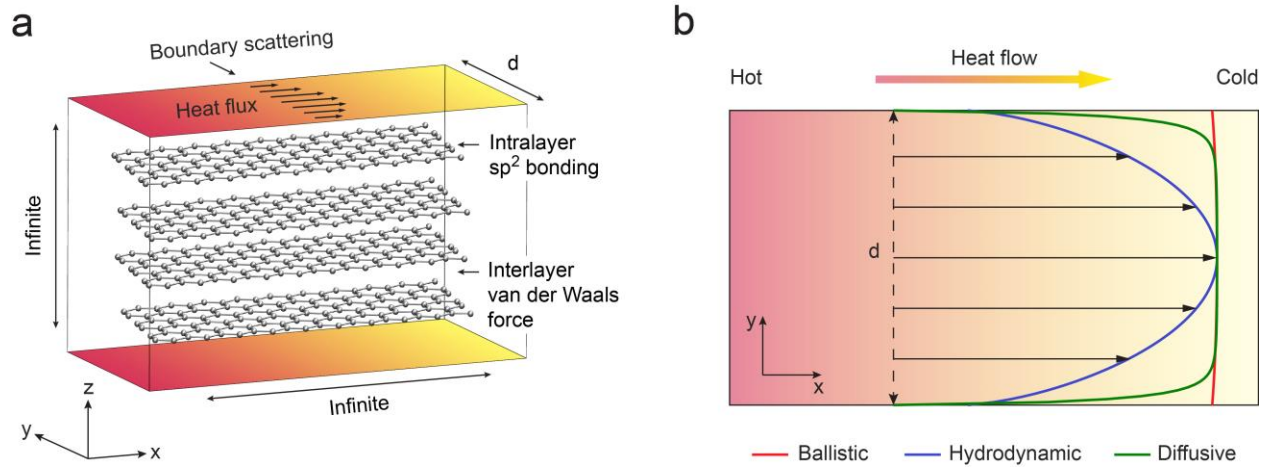 a
Boundary scattering
d
Heat flux
Intralayer
sp² bonding
Infinite
Interlayer
van der Waals
force
Infinite
z
y
x
b
Heat flow
Hot
Cold
d
y
x
Ballistic
Hydrodynamic
Diffusive